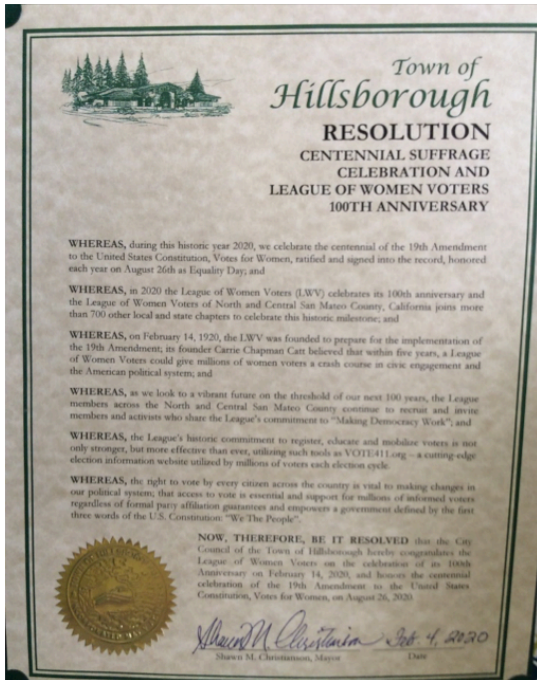 Town of
Hillsborough
RESOLUTION
CENTENNIAL SUFFRAGE
CELEBRATION AND
LEAGUE OF WOMEN VOTERS
100TH ANNIVERSARY
WHEREAS, during this historic year 2020, we celebrate the centennial of the 19th Amendment
to the United States Constitution, Votes for Women, ratified and signed into the record, honored
each year on August 26th as Equality Day; and
WHEREAS, in 2020 the League of Women Voters (LWV) celebrates its 100th anniversary and
the League of Women Voters of North and Central San Mateo County, California joins more
than 700 other local and state chapters to celebrate this historic milestone; and
WHEREAS, on February 14, 1920, the LWV was founded to prepare for the implementation of
the 19th Amendment; its founder Carrie Chapman Catt believed that within five years, a League
of Women Voters could give millions of women voters a crash course in civic engagement and
the American political system; and
WHEREAS, as we look to a vibrant future on the threshold of our next 100 years, the League
members across the North and Central San Mateo County continue to recruit and invite
members and activists who share the League's commitment to "Making Democracy Work"; and
WHEREAS, the League's historic commitment to register, educate and mobilize voters is not
only stronger, but more effective than ever, utilizing such tools as VOTE411.org – a cutting-edge
election information website utilized by millions of voters each election cycle.
WHEREAS, the right to vote by every citizen across the country is vital to making changes in
our political system; that access to vote is essential and support for millions of informed voters
regardless of formal party affiliation guarantees and empowers a government defined by the first
three words of the U.S. Constitution: "We The People".
NOW, THEREFORE, BE IT RESOLVED that the City
Council of the Town of Hillsborough hereby congratulates the
League of Women Voters on the celebration of its 100th
Anniversary on February 14, 2020, and honors the centennial
celebration of the 19th Amendment to the United States
Constitution, Votes for Women, on August 26, 2020
Shawn M. Christianson Feb. 4, 2020
Shawn M. Christianson, Mayor Date